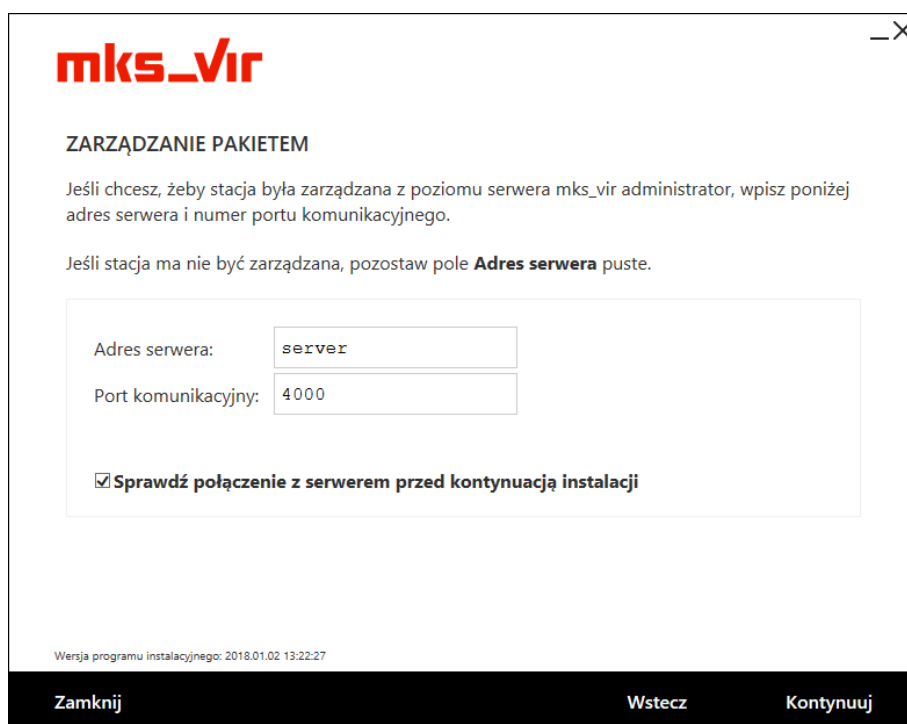 mks_vir
ZARZĄDZANIE PAKIETEM
Jeśli chcesz, żeby stacja była zarządzana z poziomu serwera mks_vir administrator, wpisz poniżej
adres serwera i numer portu komunikacyjnego.
Jeśli stacja ma nie być zarządzana, pozostaw pole Adres serwera puste.
Adres serwera: server
Port komunikacyjny: 4000
Sprawdź połączenie z serwerem przed kontynuacją instalacji
Wersja programu instalacyjnego: 2018.01.02 13:22:27
Zamknij Wstecz Kontynuuj